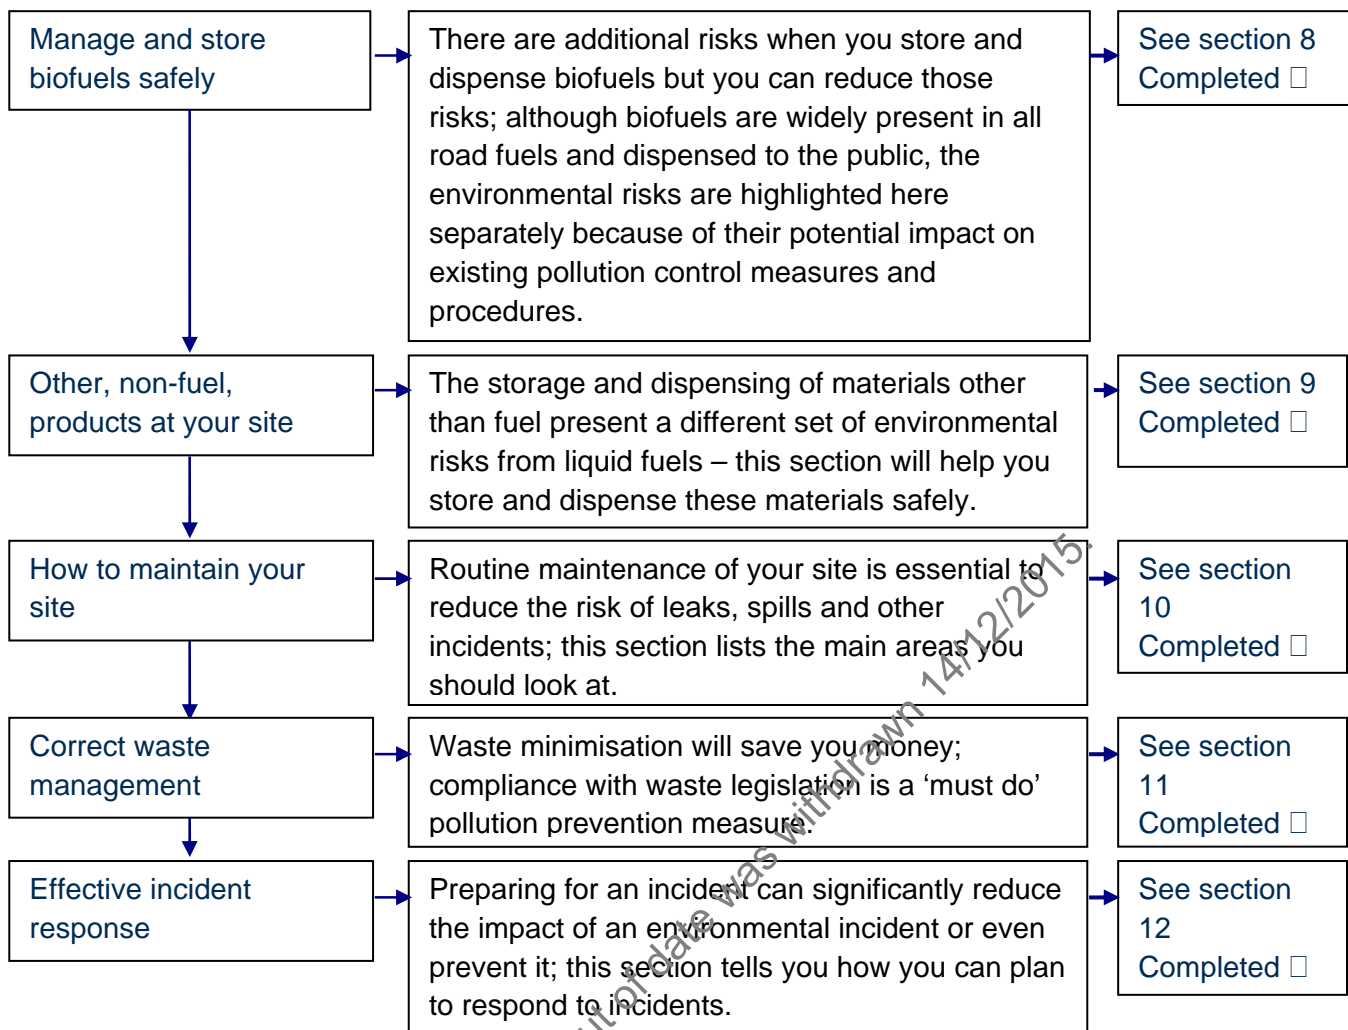 Manage and store
biofuels safely
There are additional risks when you store and
dispense biofuels but you can reduce those
risks; although biofuels are widely present in all
road fuels and dispensed to the public, the
environmental risks are highlighted here
separately because of their potential impact on
existing pollution control measures and
procedures.
See section 8
Completed □
Other, non-fuel,
products at your site
The storage and dispensing of materials other
than fuel present a different set of environmental
risks from liquid fuels – this section will help you
store and dispense these materials safely.
See section 9
Completed □
How to maintain your
site
Routine maintenance of your site is essential to
reduce the risk of leaks, spills and other
incidents; this section lists the main areas you
should look at.
See section
10
Completed □
Correct waste
management
Waste minimisation will save you money;
compliance with waste legislation is a ‘must do’
pollution prevention measure.
See section
11
Completed □
Effective incident
response
Preparing for an incident can significantly reduce
the impact of an environmental incident or even
prevent it; this section tells you how you can plan
to respond to incidents.
See section
12
Completed □
out of date was withdrawn 14/12/2015.